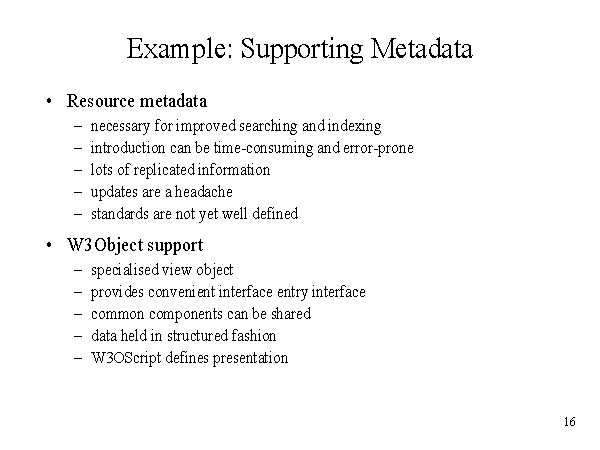 Example: Supporting Metadata
• Resource metadata
– necessary for improved searching and indexing
– introduction can be time-consuming and error-prone
– lots of replicated information
– updates are a headache
– standards are not yet well defined
• W3Object support
– specialised view object
– provides convenient interface entry interface
– common components can be shared
– data held in structured fashion
– W3OScript defines presentation
16